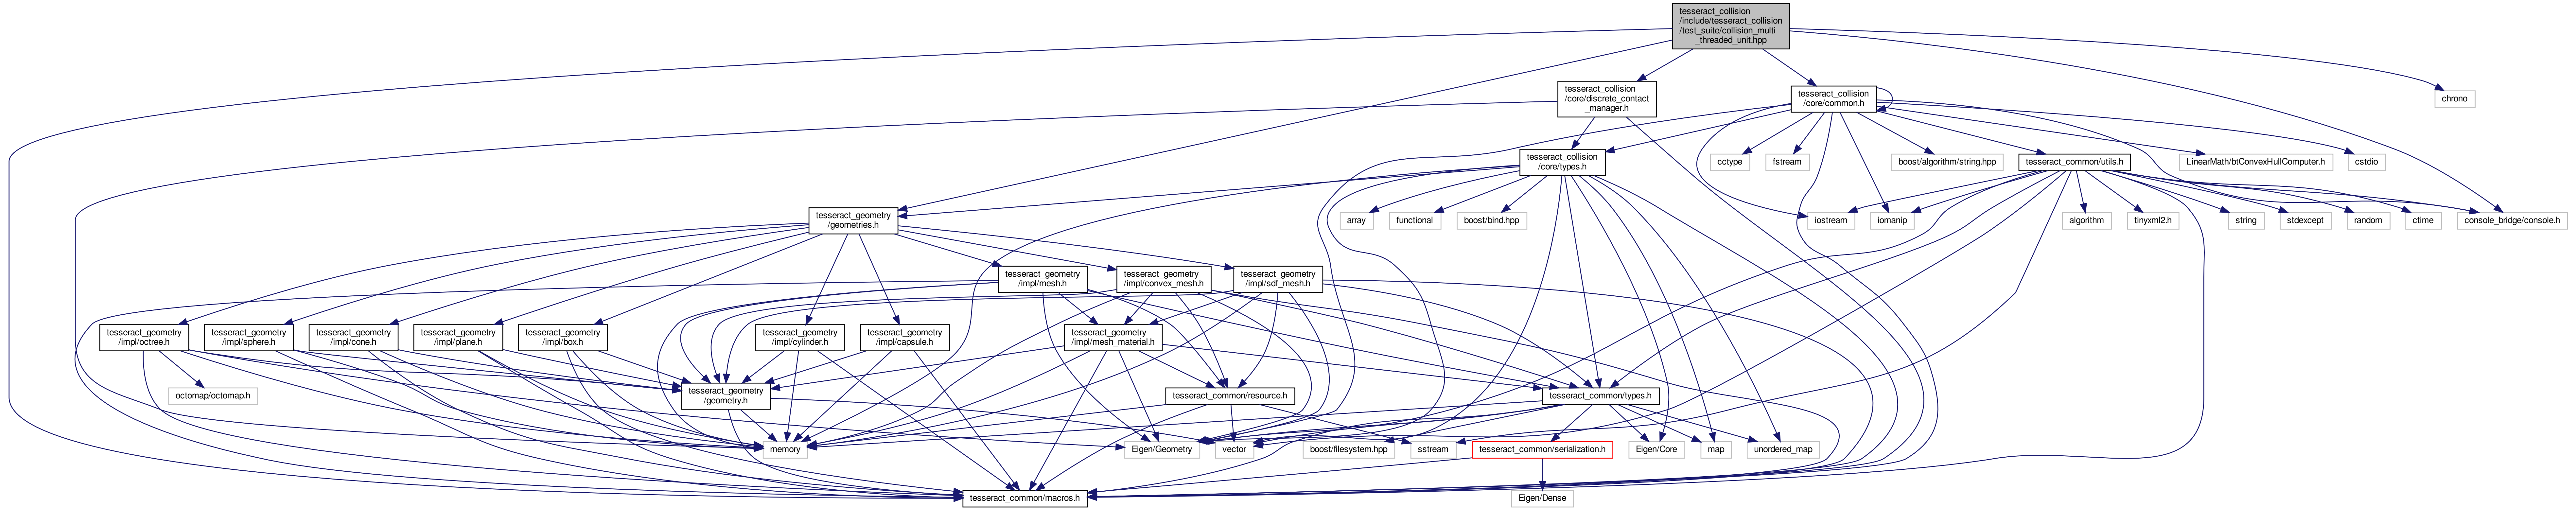 tesseract_collision
/include/tesseract_collision
/test_suite/collision_multi
_threaded_unit.hpp
tesseract_collision
/core/discrete_contact
_manager.h
tesseract_collision
/core/common.h
chrono
tesseract_collision
/core/types.h
cctype
fstream
boost/algorithm/string.hpp
tesseract_common/utils.h
LinearMath/btConvexHullComputer.h
cstdio
tesseract_geometry
/geometries.h
array
functional
boost/bind.hpp
iostream
iomanip
algorithm
tinyxml2.h
string
stdexcept
random
ctime
console_bridge/console.h
tesseract_geometry
/impl/mesh.h
tesseract_geometry
/impl/convex_mesh.h
tesseract_geometry
/impl/sdf_mesh.h
tesseract_geometry
/impl/octree.h
tesseract_geometry
/impl/sphere.h
tesseract_geometry
/impl/cone.h
tesseract_geometry
/impl/plane.h
tesseract_geometry
/impl/box.h
tesseract_geometry
/impl/cylinder.h
tesseract_geometry
/impl/capsule.h
tesseract_geometry
/impl/mesh_material.h
octomap/octomap.h
tesseract_geometry
/geometry.h
tesseract_common/resource.h
tesseract_common/types.h
memory
Eigen/Geometry
vector
boost/filesystem.hpp
sstream
tesseract_common/serialization.h
Eigen/Core
map
unordered_map
tesseract_common/macros.h
Eigen/Dense